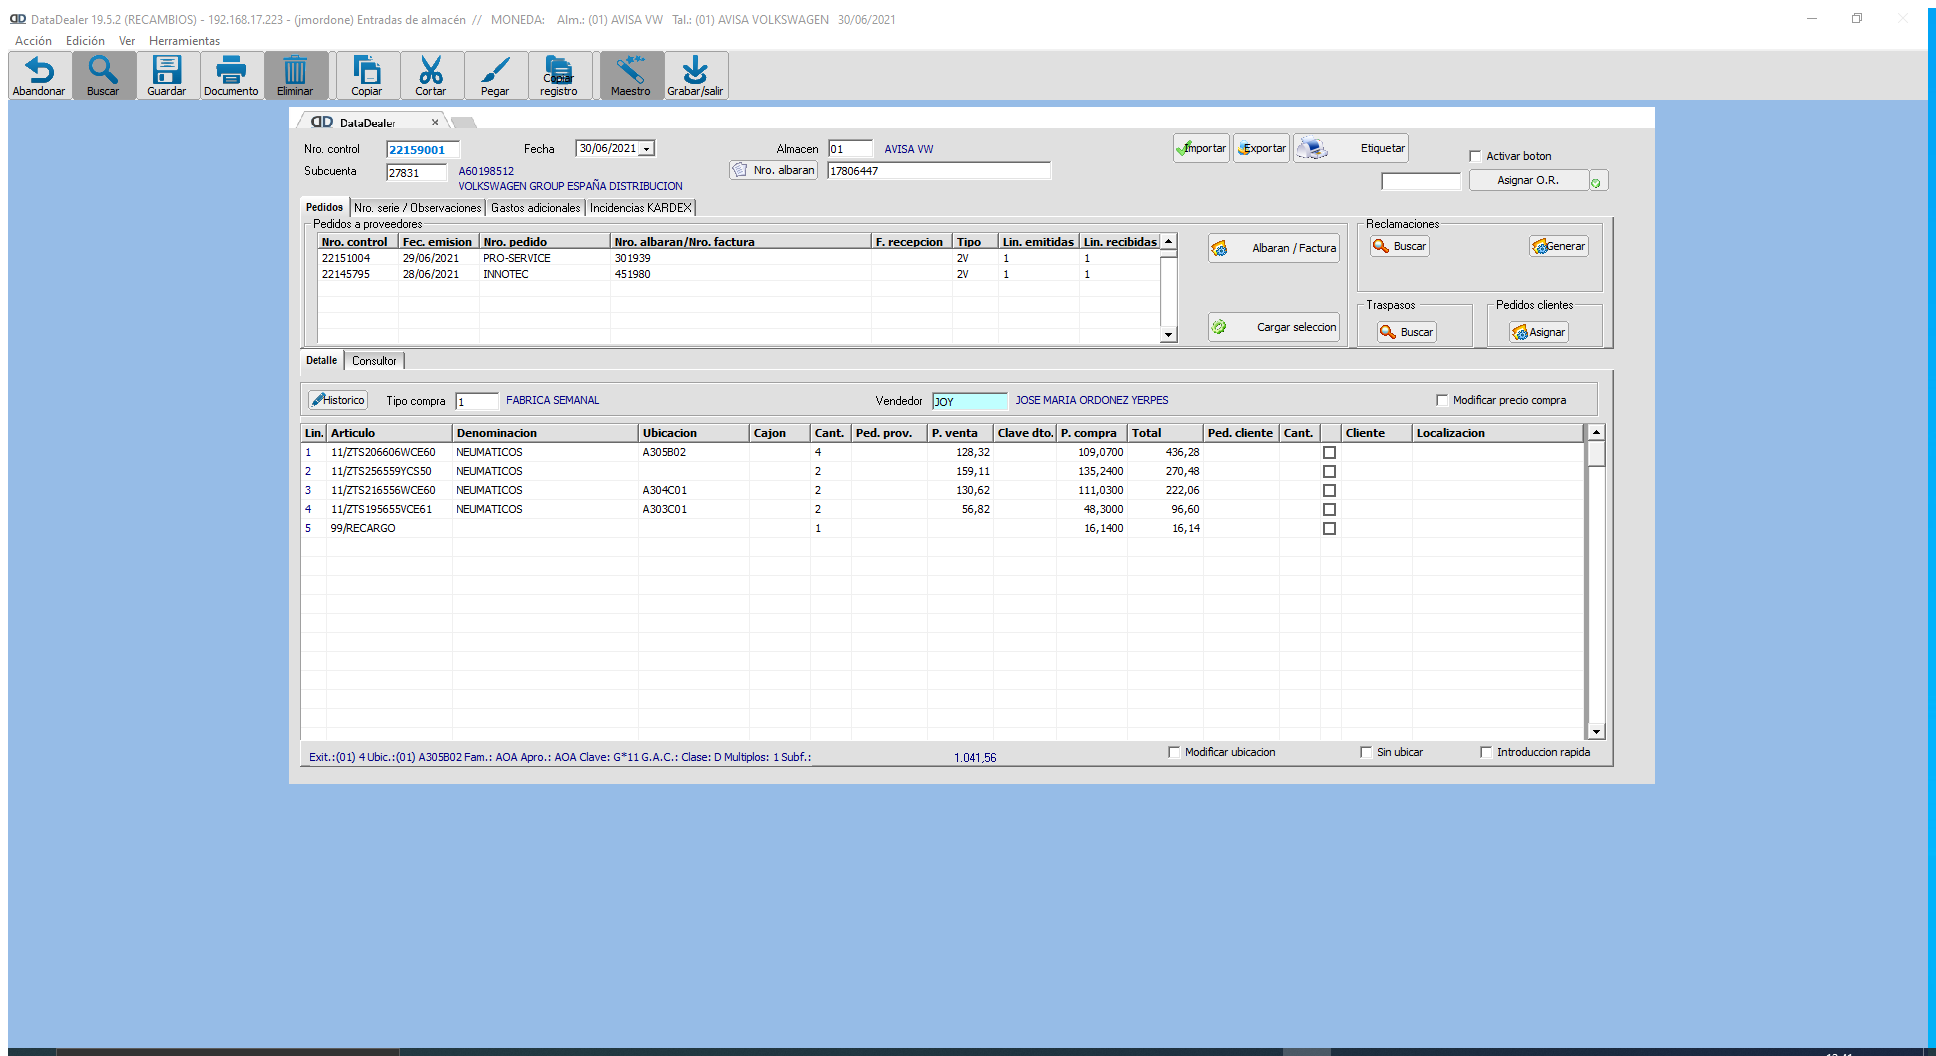 DataDealer 19.5.2 (RECAMBIOS) - 192.168.17.223 - (jmordone) Entradas de almacén // MONEDA: Alm.: (01) AVISA VW Tal.: (01) AVISA VOLKSWAGEN 30/06/2021
Acción Edición Ver Herramientas
Abandonar Buscar Guardar Documento Eliminar Copiar Cortar Pegar Copiar registro Maestro Grabar/salir
DataDealer
Nro. control 22159001 Fecha 30/06/2021 Almacen 01 AVISA VW Importar Exportar Etiquetar Activar boton
Subcuenta 27831 A60198512 Nro. albaran 17806447 Asignar O.R.
VOLKSWAGEN GROUP ESPAÑA DISTRIBUCION
Pedidos Nro. serie / Observaciones Gastos adicionales Incidencias KARDEX
Pedidos a proveedores Reclamaciones
Nro. control Fec. emision Nro. pedido Nro. albaran/Nro. factura F. recepcion Tipo Lin. emitidas Lin. recibidas Albaran / Factura Buscar Generar
22151004 29/06/2021 PRO-SERVICE 301939 2V 1 1
22145795 28/06/2021 INNOTEC 451980 2V 1 1
Traspasos Pedidos clientes
Cargar seleccion Buscar Asignar
Detalle Consultor
Historico Tipo compra 1 FABRICA SEMANAL Vendedor JOY JOSE MARIA ORDONEZ YERPES Modificar precio compra
Lin. Articulo Denominacion Ubicacion Cajon Cant. Ped. prov. P. venta Clave dto. P. compra Total Ped. cliente Cant. Cliente Localizacion
1 11/ZTS206606WCE60 NEUMATICOS A305B02 4 128,32 109,0700 436,28
2 11/ZTS256559YCS50 NEUMATICOS 2 159,11 135,2400 270,48
3 11/ZTS216556WCE60 NEUMATICOS A304C01 2 130,62 111,0300 222,06
4 11/ZTS195655VCE61 NEUMATICOS A303C01 2 56,82 48,3000 96,60
5 99/RECARGO 1 16,1400 16,14
Exit.:(01) 4 Ubic.:(01) A305B02 Fam.: AOA Apro.: AOA Clave: G*11 G.A.C.: Clase: D Multiplos: 1 Subf.: 1.041,56 Modificar ubicacion Sin ubicar Introduccion rapida